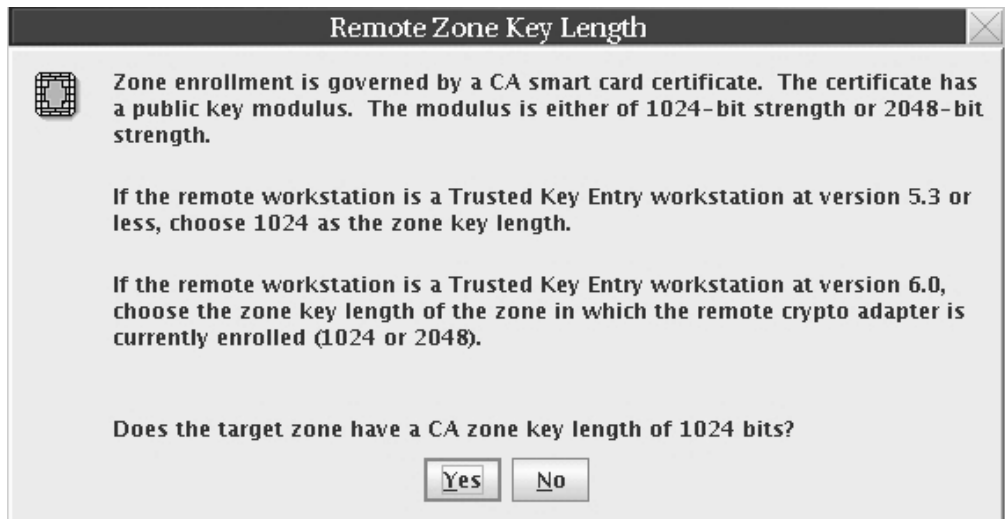 Remote Zone Key Length
Zone enrollment is governed by a CA smart card certificate. The certificate has
a public key modulus. The modulus is either of 1024-bit strength or 2048-bit
strength.
If the remote workstation is a Trusted Key Entry workstation at version 5.3 or
less, choose 1024 as the zone key length.
If the remote workstation is a Trusted Key Entry workstation at version 6.0,
choose the zone key length of the zone in which the remote crypto adapter is
currently enrolled (1024 or 2048).
Does the target zone have a CA zone key length of 1024 bits?
Yes No